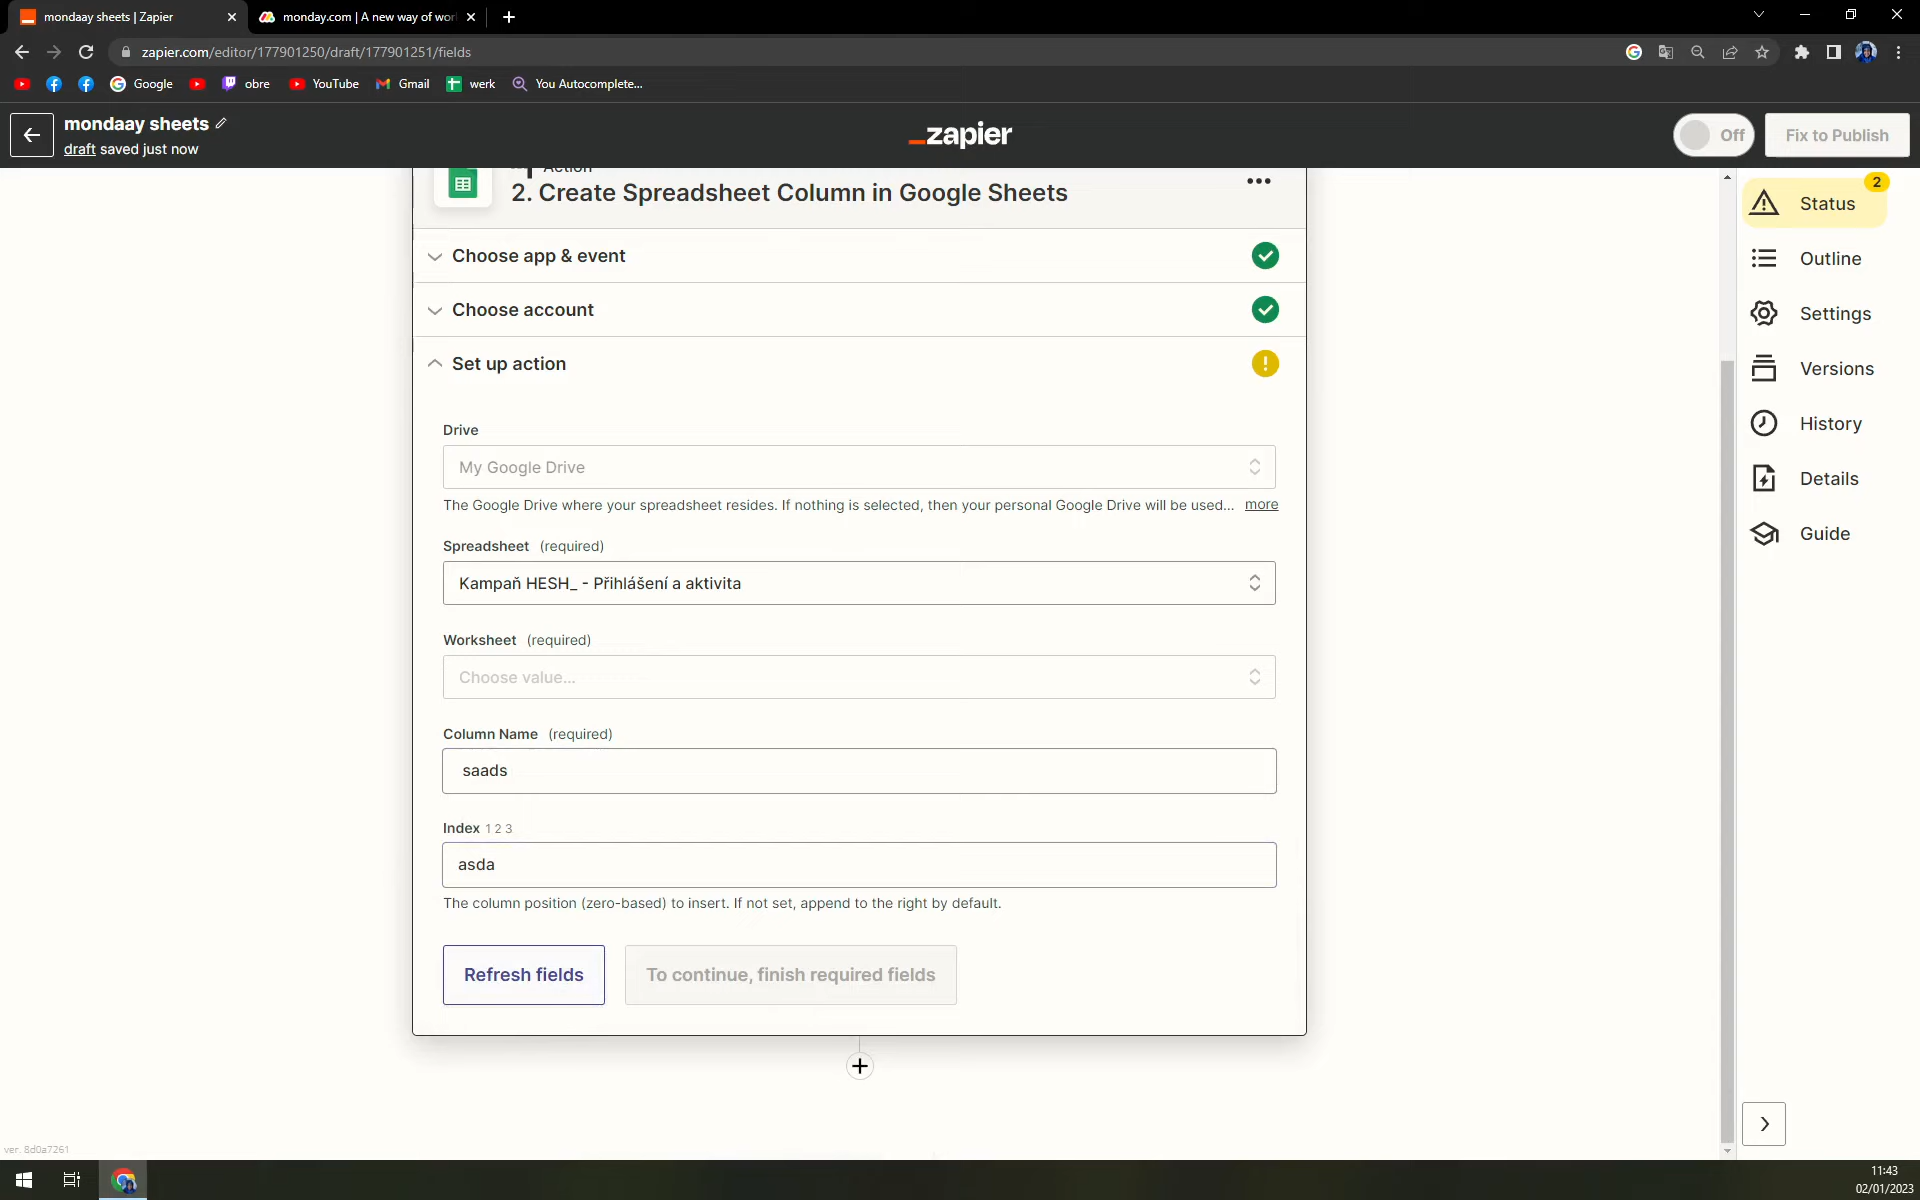 mondaay sheets | Zapier
monday.com | A new way of wor
zapier.com/editor/177901250/draft/177901251/fields
Google
obre
YouTube
Gmail
werk
You Autocomplete...
mondaay sheets
draft saved just now
_zapier
Off
Fix to Publish
Action
2. Create Spreadsheet Column in Google Sheets
Choose app & event
Choose account
Set up action
Drive
My Google Drive
The Google Drive where your spreadsheet resides. If nothing is selected, then your personal Google Drive will be used... more
Spreadsheet (required)
Kampaň HESH_ - Přihlášení a aktivita
Worksheet (required)
Choose value...
Column Name (required)
saads
Index 1 2 3
asda
The column position (zero-based) to insert. If not set, append to the right by default.
Refresh fields
To continue, finish required fields
2
Status
Outline
Settings
Versions
History
Details
Guide
ver. 8d0a7261
11:43
02/01/2023